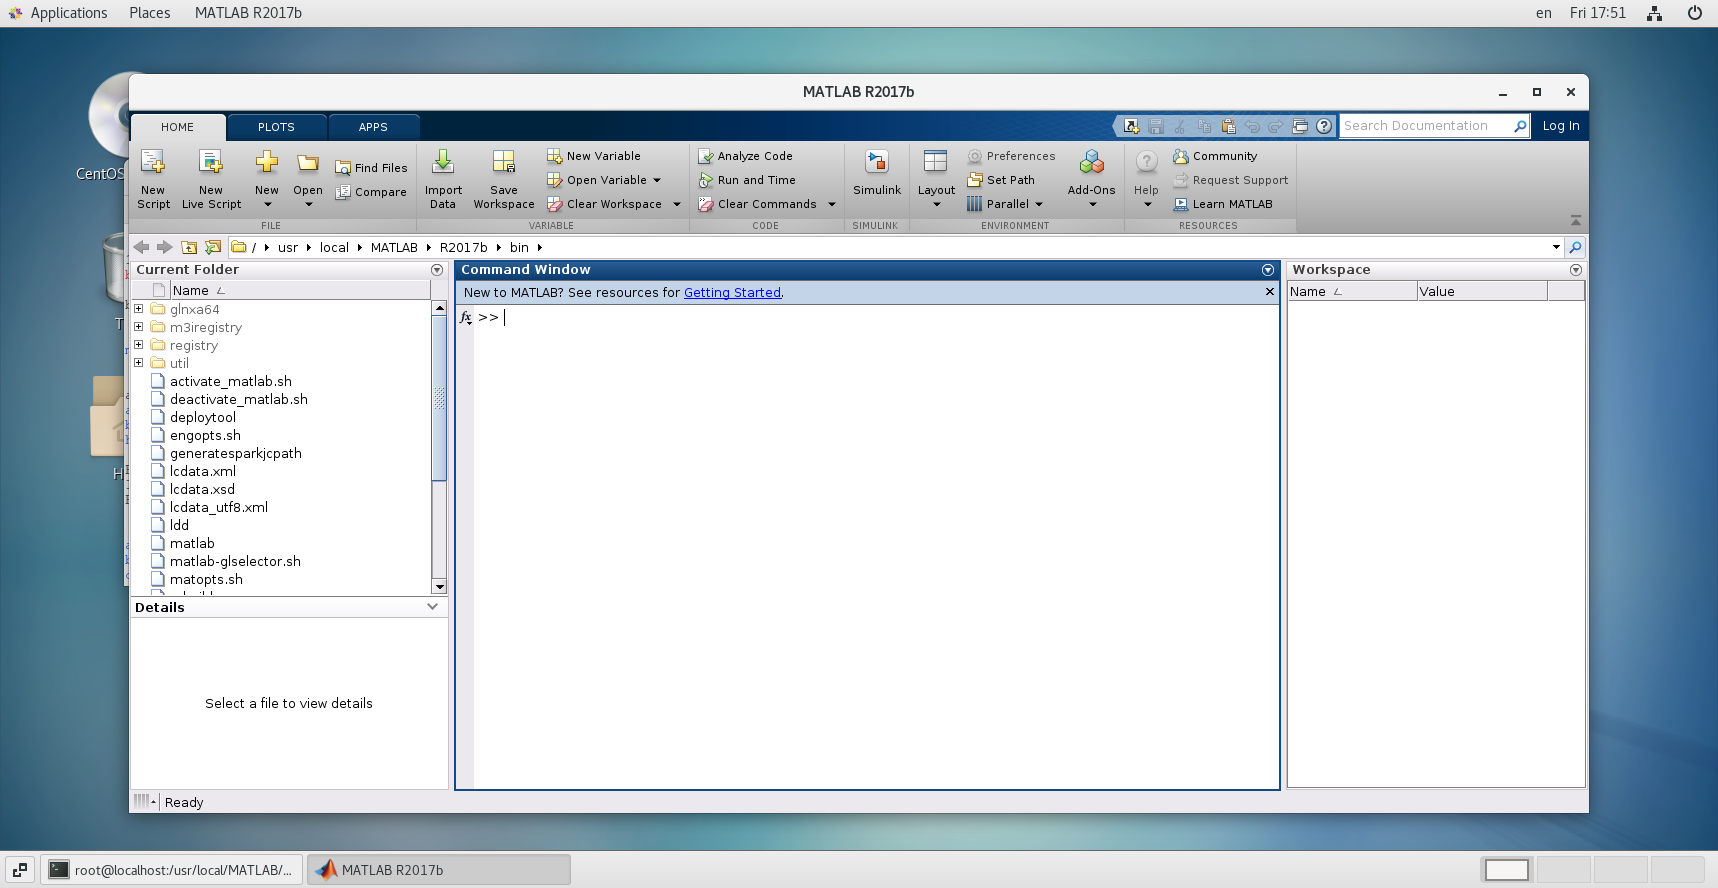 Applications Places MATLAB R2017b en Fri 17:51
MATLAB R2017b
HOME PLOTS APPS Search Documentation Log In
New Script
New Live Script
New
Open
Find Files
Compare
FILE
Import Data
Save Workspace
New Variable
Open Variable
Clear Workspace
VARIABLE
Analyze Code
Run and Time
Clear Commands
CODE
Simulink
SIMULINK
Layout
Preferences
Set Path
Parallel
Add-Ons
ENVIRONMENT
Help
Community
Request Support
Learn MATLAB
RESOURCES
/ usr local MATLAB R2017b bin
Current Folder
Name
glnxa64
m3iregistry
registry
util
activate_matlab.sh
deactivate_matlab.sh
deploytool
engopts.sh
generatesparkjcpath
lcdata.xml
lcdata.xsd
lcdata_utf8.xml
ldd
matlab
matlab-glselector.sh
matopts.sh
Details
Select a file to view details
Command Window
New to MATLAB? See resources for Getting Started.
fx >>
Workspace
Name Value
Ready
CentOS
root@localhost:/usr/local/MATLAB/... MATLAB R2017b